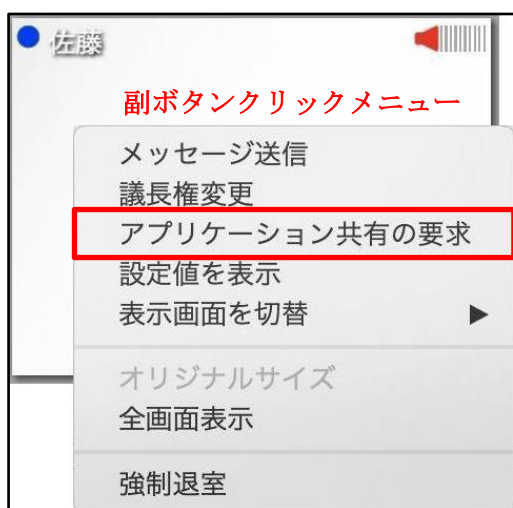 佐藤
副ボタンクリックメニュー
メッセージ送信
議長権変更
アプリケーション共有の要求
設定値を表示
表示画面を切替
オリジナルサイズ
全画面表示
強制退室